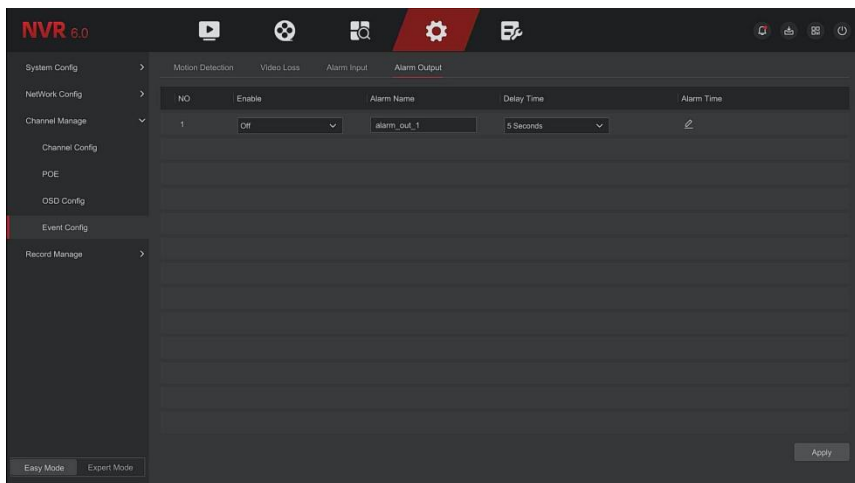 NVR 6.0
System Config
NetWork Config
Channel Manage
Channel Config
POE
OSD Config
Event Config
Record Manage
Easy Mode Expert Mode
Motion Detection Video Loss Alarm Input Alarm Output
NO Enable Alarm Name Delay Time Alarm Time
1 Off alarm_out_1 5 Seconds
Apply